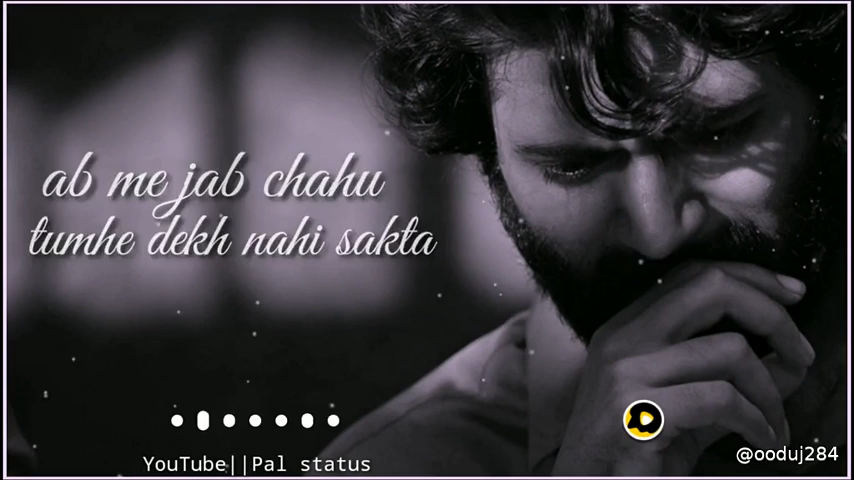 ab me jab chahu
tumhe dekh nahi sakta
YouTube||Pal status
@ooduj284